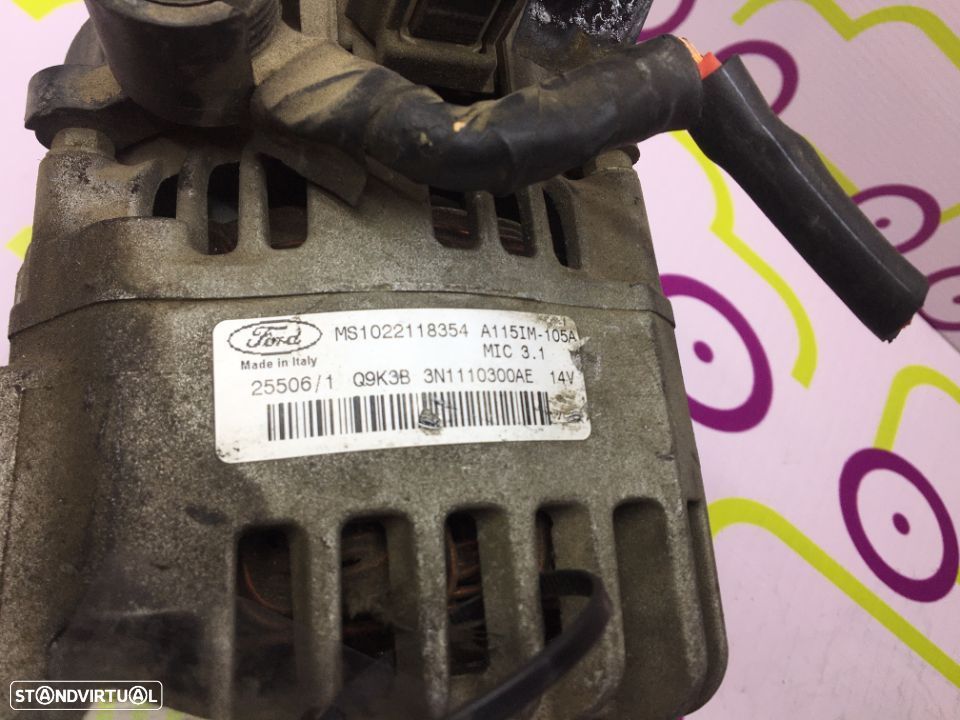 Ford MS1022118354 A115IM-105A
Made in Italy MIC 3.1
25506/1 Q9K3B 3N1110300AE 14V
STANDVIRTUAL